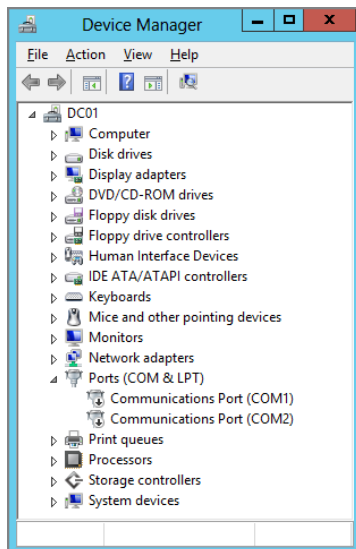 Device Manager
File Action View Help
DC01
Computer
Disk drives
Display adapters
DVD/CD-ROM drives
Floppy disk drives
Floppy drive controllers
Human Interface Devices
IDE ATA/ATAPI controllers
Keyboards
Mice and other pointing devices
Monitors
Network adapters
Ports (COM & LPT)
Communications Port (COM1)
Communications Port (COM2)
Print queues
Processors
Storage controllers
System devices